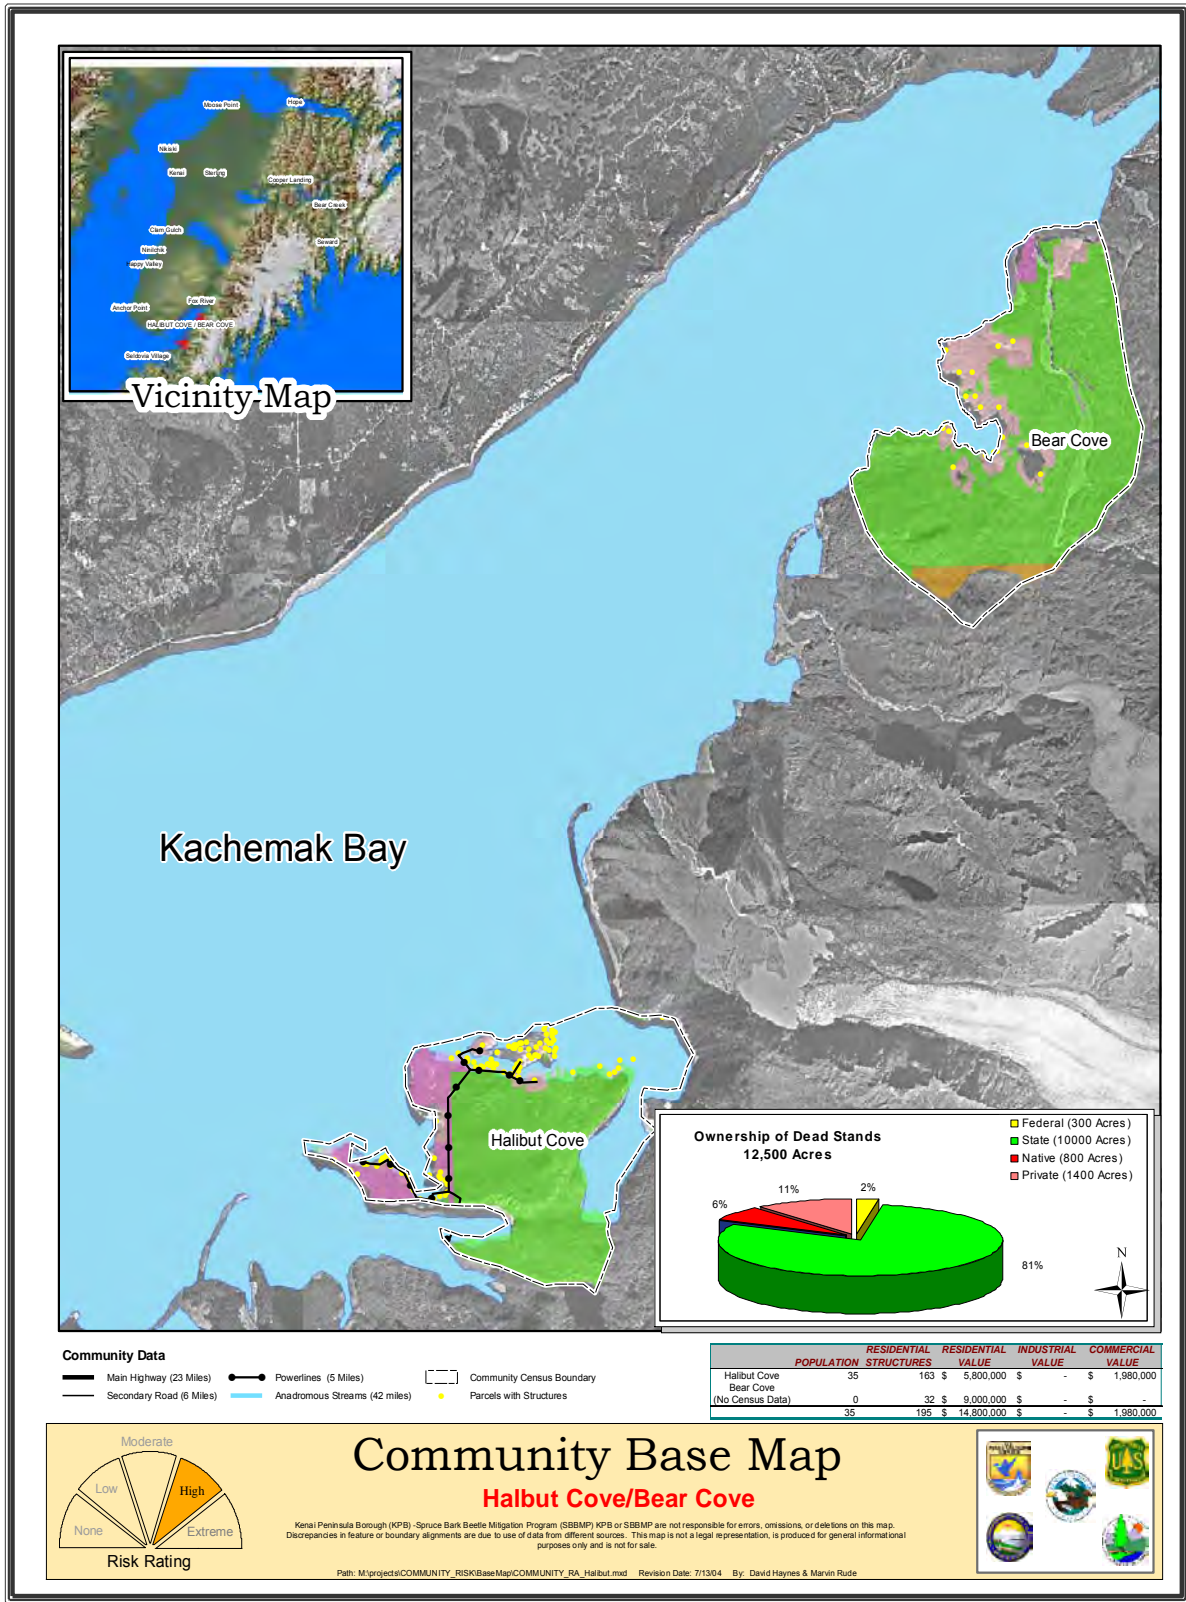 Moose Point
Hope
Nikiski
Kenai
Sterling
Cooper Landing
Bear Creek
Clam Gulch
Seward
Ninilchik
appy Valley
Fox River
Anchor Point
HALIBUT COVE / BEAR COVE
Seldovia Village
Vicinity Map
Bear Cove
Kachemak Bay
Halibut Cove
Ownership of Dead Stands
12,500 Acres
Federal (300 Acres)
State (10000 Acres)
Native (800 Acres)
Private (1400 Acres)
2%
11%
6%
81%
N
Community Data
Main Highway (23 Miles)
Powerlines (5 Miles)
Community Census Boundary
Secondary Road (6 Miles)
Anadromous Streams (42 miles)
Parcels with Structures
RESIDENTIAL RESIDENTIAL INDUSTRIAL COMMERCIAL
POPULATION STRUCTURES VALUE VALUE VALUE
Halibut Cove 35 163 $ 5,800,000 $ - $ 1,980,000
Bear Cove
(No Census Data) 0 32 $ 9,000,000 $ - $ -
35 195 $ 14,800,000 $ - $ 1,980,000
Moderate
Low
High
None
Extreme
Risk Rating
Community Base Map
Halbut Cove/Bear Cove
Kenai Peninsula Borough (KPB) -Spruce Bark Beetle Mitigation Program (SBBMP) KPB or SBBMP are not responsible for errors, omissions, or deletions on this map.
Discrepancies in feature or boundary alignments are due to use of data from different sources. This map is not a legal representation, is produced for general informational
purposes only and is not for sale.
Path: M:\projects\COMMUNITY_RISK\BaseMap\COMMUNITY_RA_Halibut.mxd Revision Date: 7/13/04 By: David Haynes & Marvin Rude